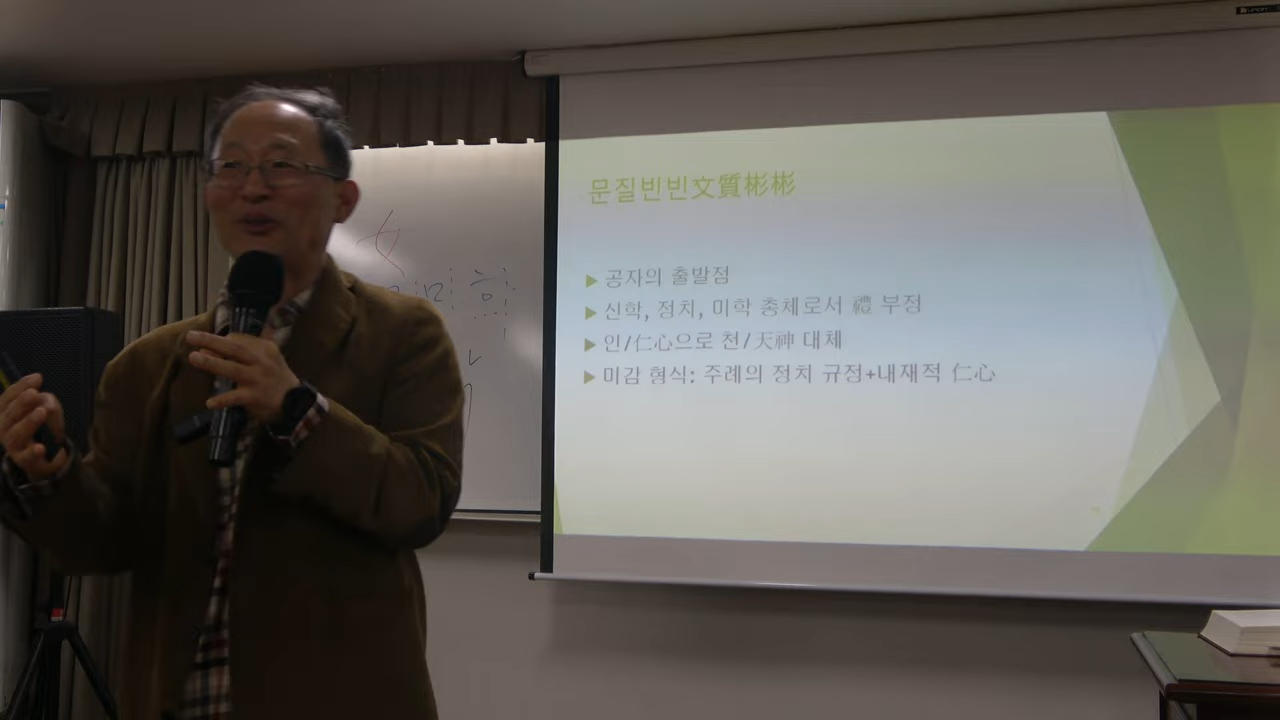 문질빈빈文質彬彬
▶ 공자의 출발점
▶ 신학, 정치, 미학 총체로서 禮 부정
▶ 인/仁心으로 천/天神 대체
▶ 미감 형식: 주례의 정치 규정+내재적 仁心
女